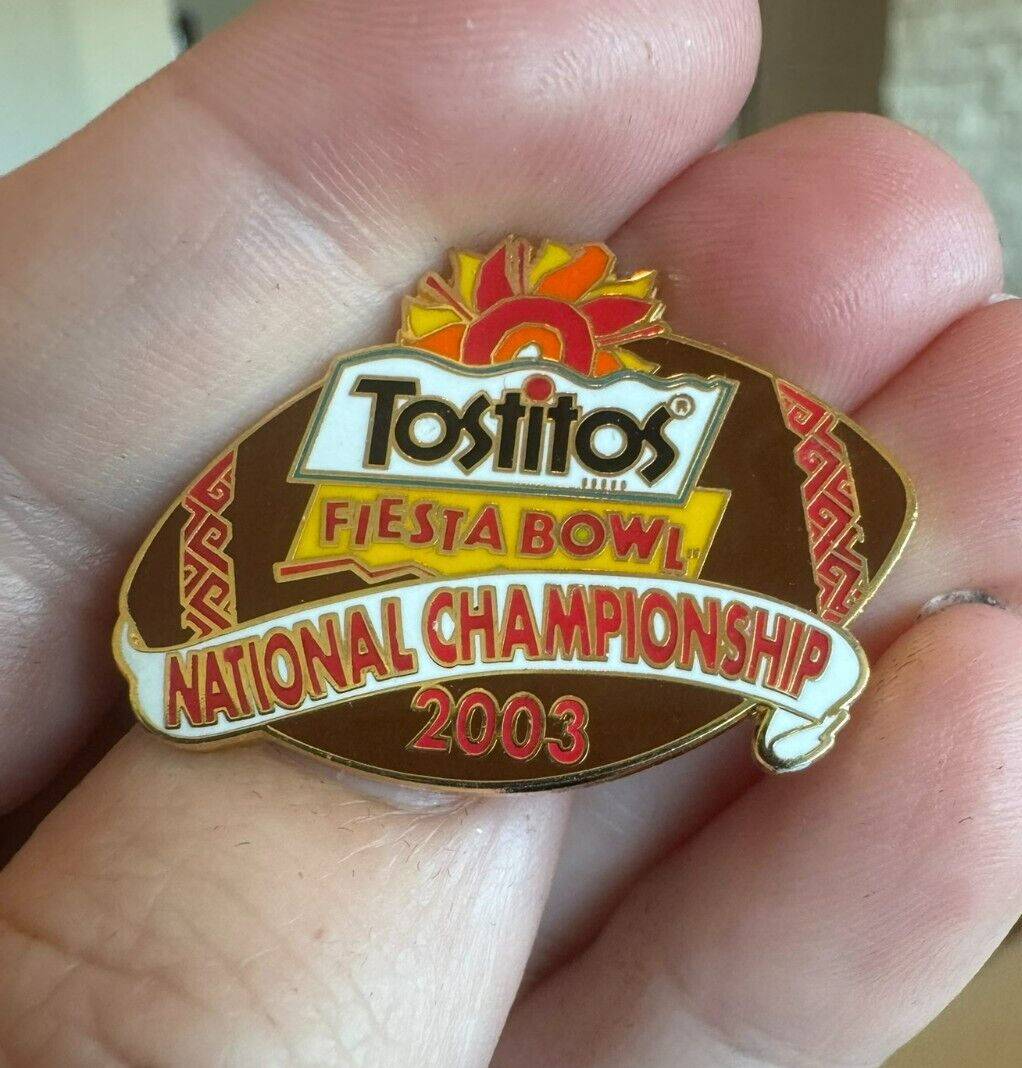 Tostitos®
FIESTA BOWL
NATIONAL CHAMPIONSHIP
2003